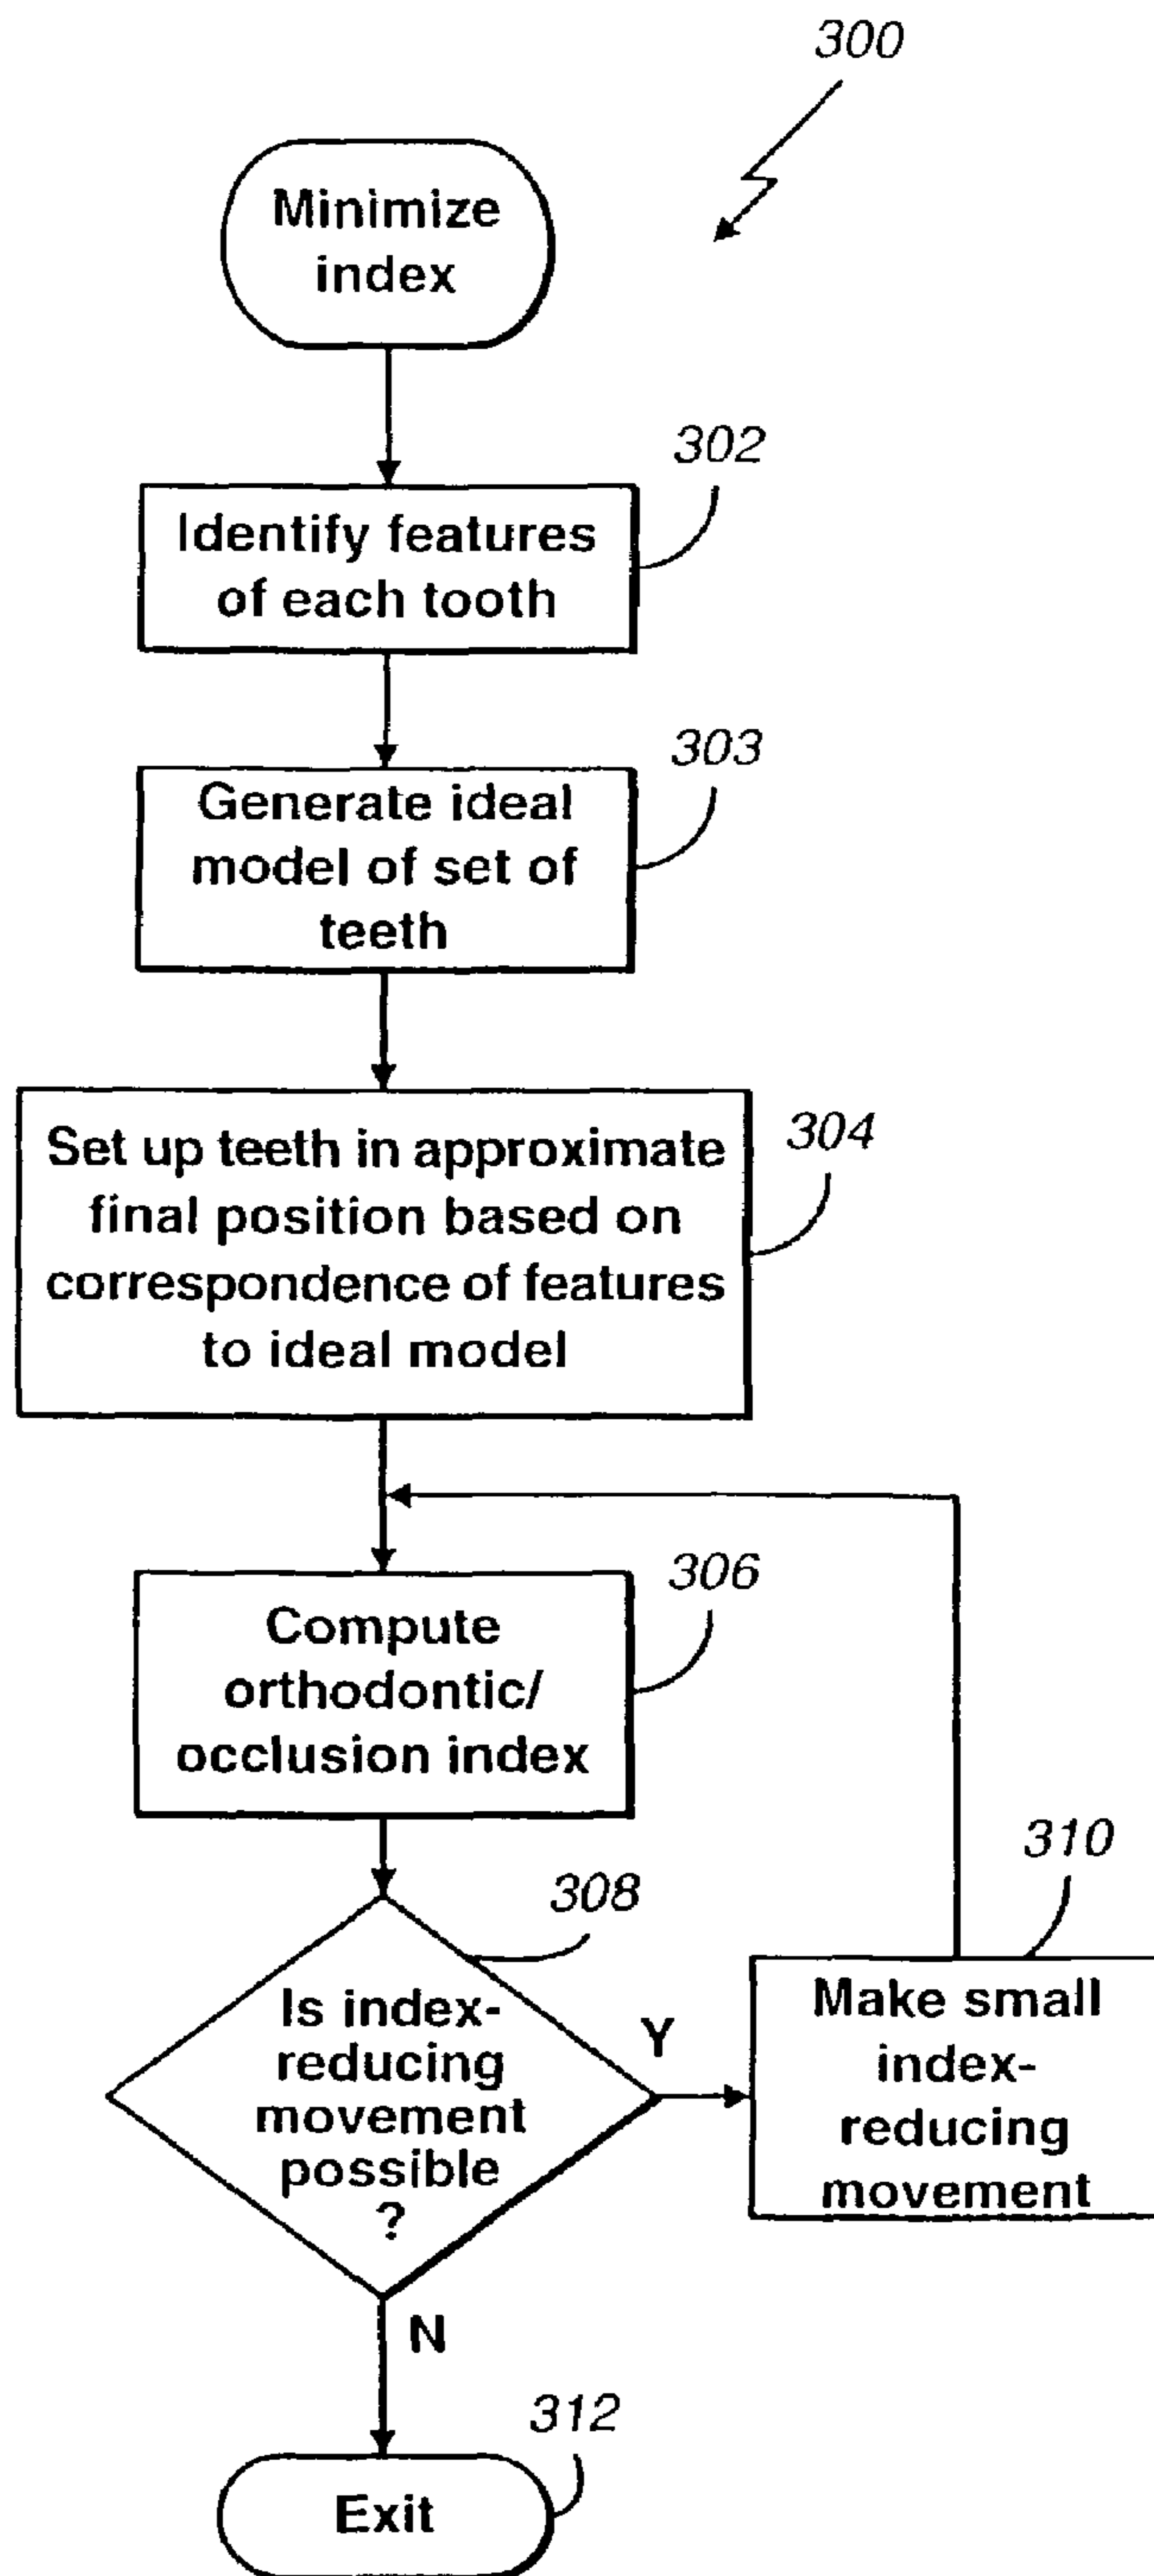 300
Minimize
index
302
Identify features
of each tooth
303
Generate ideal
model of set of
teeth
304
Set up teeth in approximate
final position based on
correspondence of features
to ideal model
306
Compute
orthodontic/
occlusion index
308
Is index-
reducing
movement
possible
?
Y
310
Make small
index-
reducing
movement
N
312
Exit